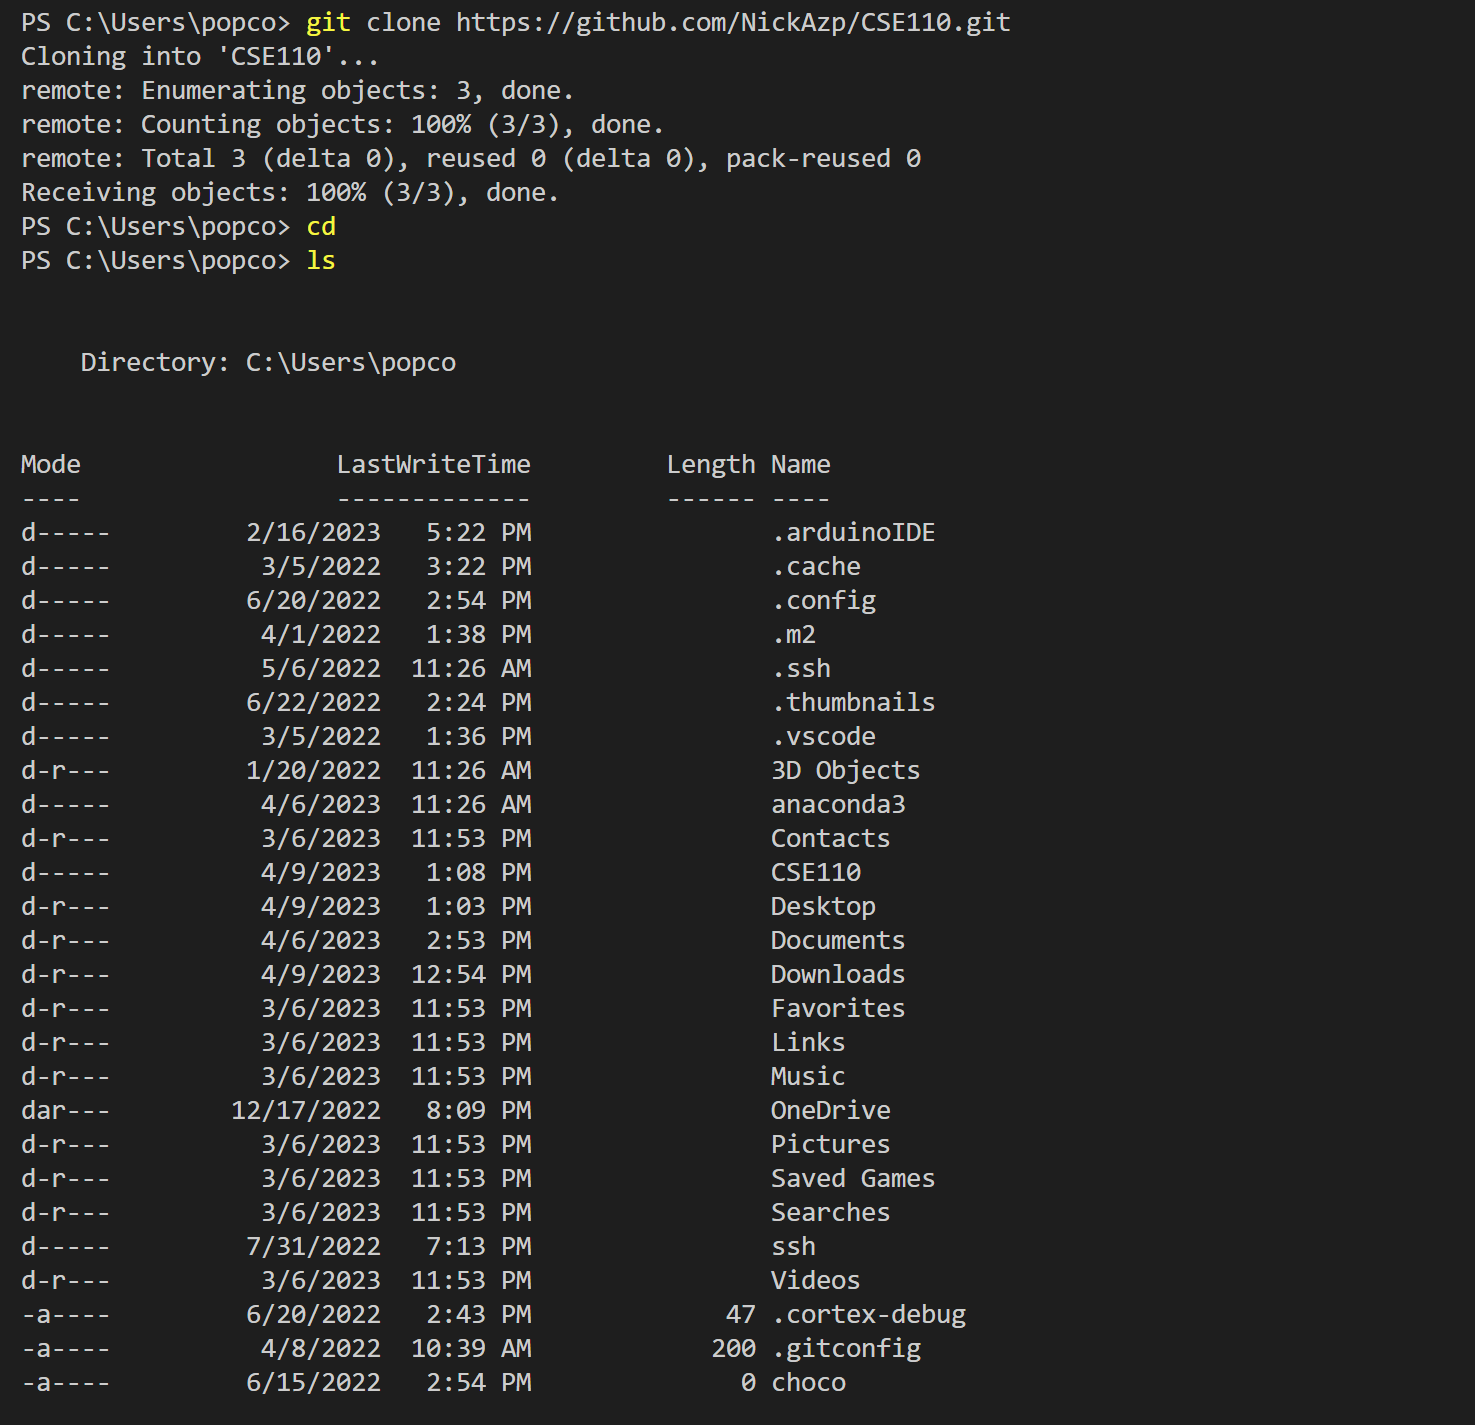 PS C:\Users\popco> git clone https://github.com/NickAzp/CSE110.git
Cloning into 'CSE110'...
remote: Enumerating objects: 3, done.
remote: Counting objects: 100% (3/3), done.
remote: Total 3 (delta 0), reused 0 (delta 0), pack-reused 0
Receiving objects: 100% (3/3), done.
PS C:\Users\popco> cd
PS C:\Users\popco> ls
    Directory: C:\Users\popco
Mode                 LastWriteTime         Length Name
----                 -------------         ------ ----
d-----         2/16/2023   5:22 PM                .arduinoIDE
d-----          3/5/2022   3:22 PM                .cache
d-----         6/20/2022   2:54 PM                .config
d-----          4/1/2022   1:38 PM                .m2
d-----          5/6/2022  11:26 AM                .ssh
d-----         6/22/2022   2:24 PM                .thumbnails
d-----          3/5/2022   1:36 PM                .vscode
d-r---         1/20/2022  11:26 AM                3D Objects
d-----          4/6/2023  11:26 AM                anaconda3
d-r---          3/6/2023  11:53 PM                Contacts
d-----          4/9/2023   1:08 PM                CSE110
d-r---          4/9/2023   1:03 PM                Desktop
d-r---          4/6/2023   2:53 PM                Documents
d-r---          4/9/2023  12:54 PM                Downloads
d-r---          3/6/2023  11:53 PM                Favorites
d-r---          3/6/2023  11:53 PM                Links
d-r---          3/6/2023  11:53 PM                Music
dar---        12/17/2022   8:09 PM                OneDrive
d-r---          3/6/2023  11:53 PM                Pictures
d-r---          3/6/2023  11:53 PM                Saved Games
d-r---          3/6/2023  11:53 PM                Searches
d-----         7/31/2022   7:13 PM                ssh
d-r---          3/6/2023  11:53 PM                Videos
-a----         6/20/2022   2:43 PM             47 .cortex-debug
-a----          4/8/2022  10:39 AM            200 .gitconfig
-a----         6/15/2022   2:54 PM              0 choco